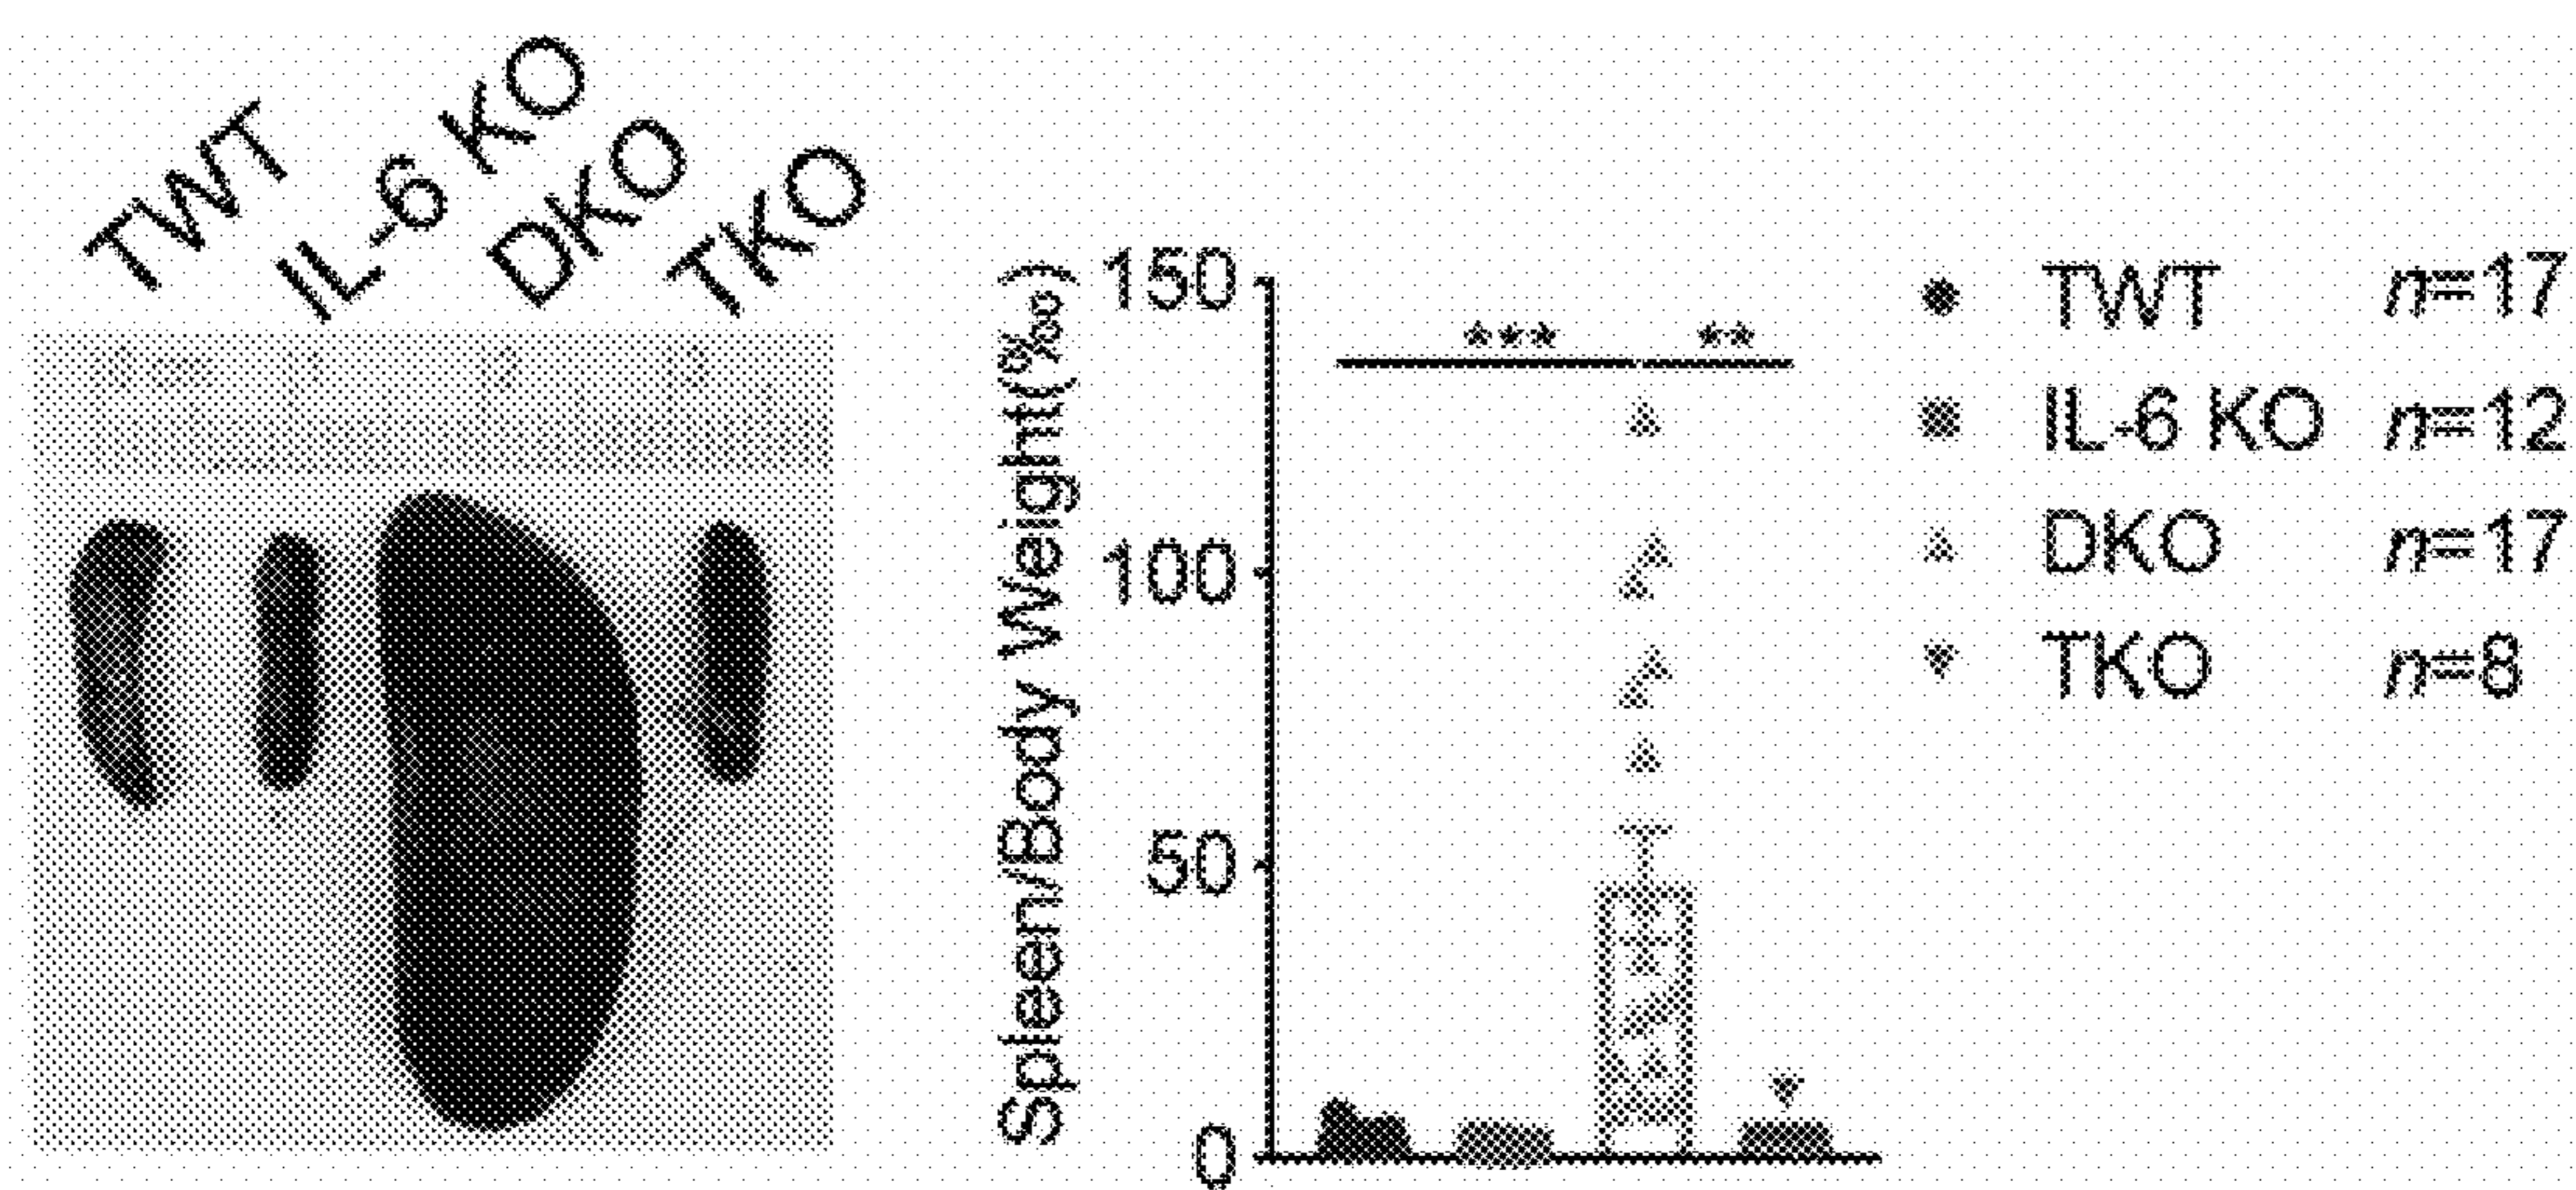 TWT
IL-6 KO
DKO
TKO
Spleen/Body Weight(‰)
150
100
50
0
***
**
TWT n=17
IL-6 KO n=12
DKO n=17
TKO n=8